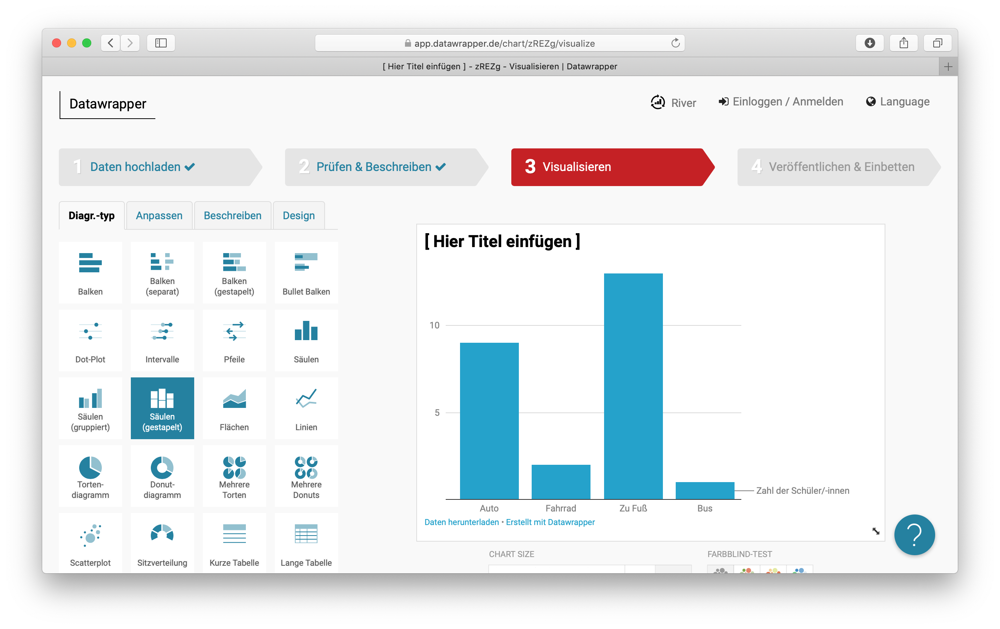 app.datawrapper.de/chart/zREZg/visualize
[ Hier Titel einfügen ] - zREZg - Visualisieren | Datawrapper
Datawrapper
River
Einloggen / Anmelden
Language
1 Daten hochladen
2 Prüfen & Beschreiben
3 Visualisieren
4 Veröffentlichen & Einbetten
Diagr.-typ
Anpassen
Beschreiben
Design
Balken
Balken
(separat)
Balken
(gestapelt)
Bullet Balken
Dot-Plot
Intervalle
Pfeile
Säulen
Säulen
(gruppiert)
Säulen
(gestapelt)
Flächen
Linien
Torten-
diagramm
Donut-
diagramm
Mehrere
Torten
Mehrere
Donuts
Scatterplot
Sitzverteilung
Kurze Tabelle
Lange Tabelle
[ Hier Titel einfügen ]
10
5
Zahl der Schüler/-innen
Auto
Fahrrad
Zu Fuß
Bus
Daten herunterladen • Erstellt mit Datawrapper
?
CHART SIZE
FARBBLIND-TEST